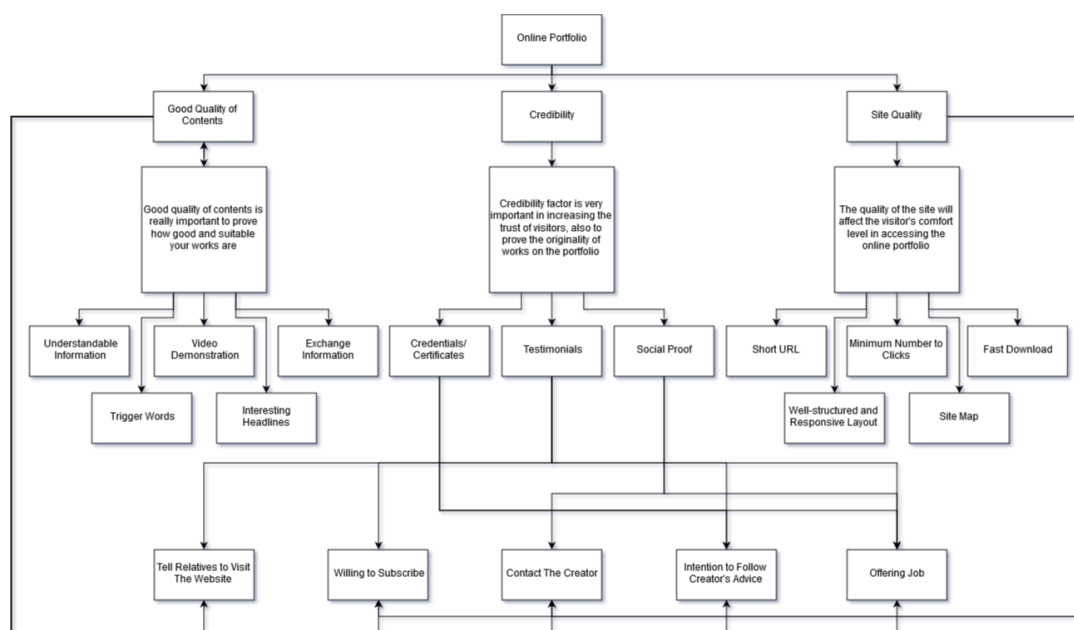 Online Portfolio
Good Quality of
Contents
Credibility
Site Quality
Good quality of contents is
really important to prove
how good and suitable
your works are
Credibility factor is very
important in increasing the
trust of visitors, also to
prove the originality of
works on the portfolio
The quality of the site will
affect the visitor's comfort
level in accessing the
online portfolio
Understandable
Information
Video
Demonstration
Exchange
Information
Credentials/
Certificates
Testimonials
Social Proof
Short URL
Minimum Number to
Clicks
Fast Download
Trigger Words
Interesting
Headlines
Well-structured and
Responsive Layout
Site Map
Tell Relatives to Visit
The Website
Willing to Subscribe
Contact The Creator
Intention to Follow
Creator's Advice
Offering Job